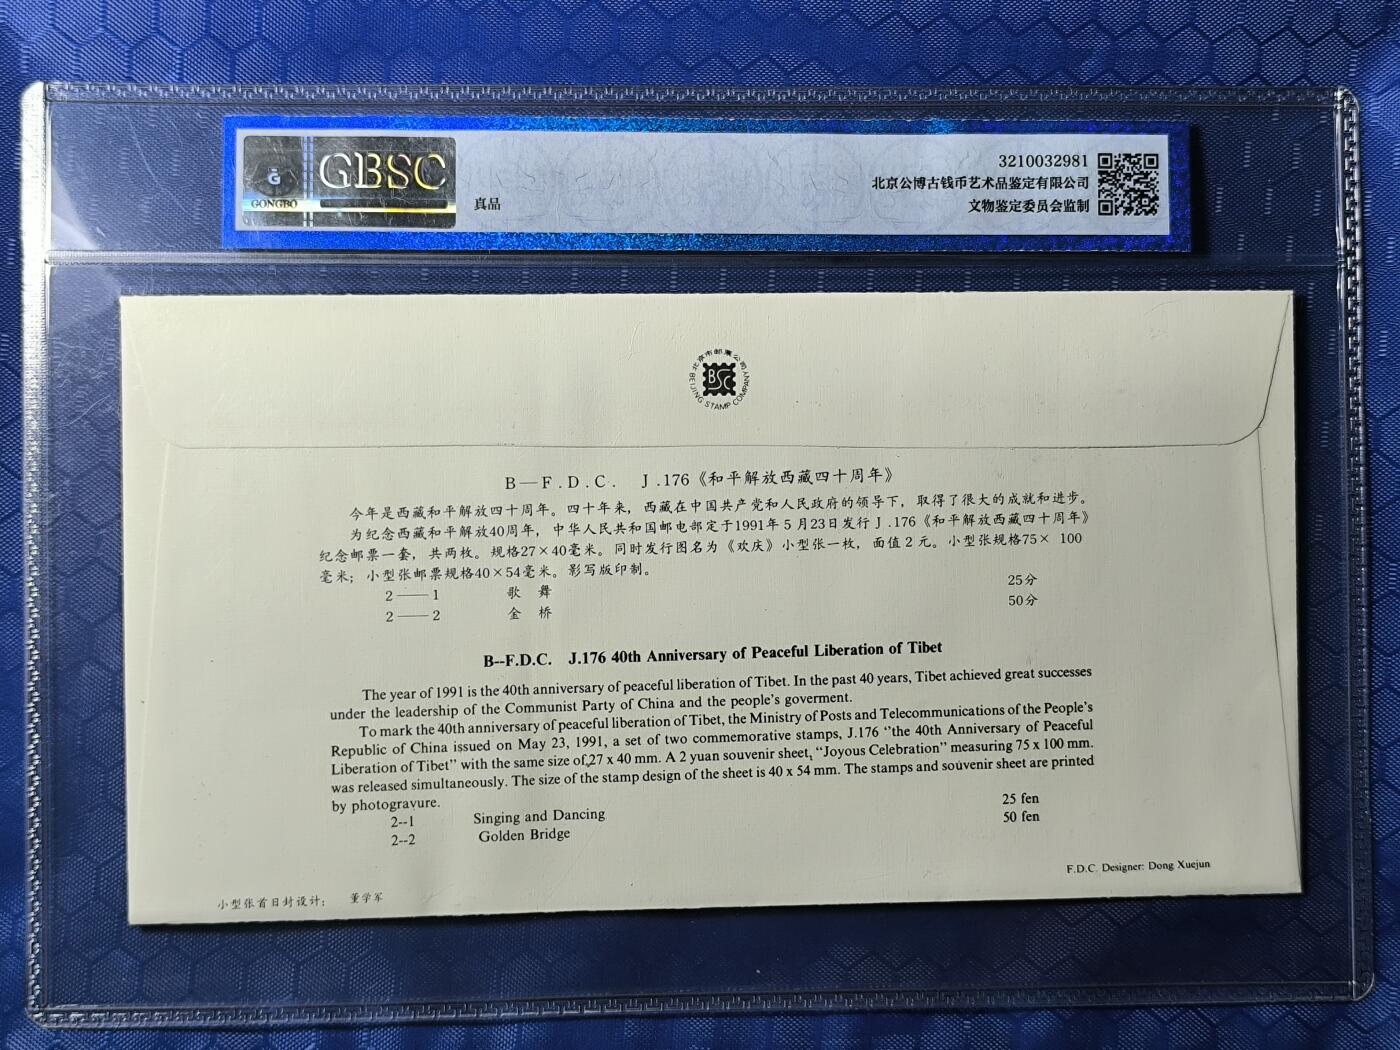 GBSC
GONGBO
真品
3210032981
北京公博古钱币艺术品鉴定有限公司
文物鉴定委员会监制
北京市邮票公司
BSC
BEIJING STAMP COMPANY
B—F.D.C. J.176《和平解放西藏四十周年》
今年是西藏和平解放四十周年。四十年来，西藏在中国共产党和人民政府的领导下，取得了很大的成就和进步。
为纪念西藏和平解放40周年，中华人民共和国邮电部定于1991年5月23日发行J.176《和平解放西藏四十周年》
纪念邮票一套，共两枚。规格27×40毫米。同时发行图名为《欢庆》小型张一枚，面值2元。小型张规格75×100
毫米；小型张邮票规格40×54毫米。影写版印制。
2——1 歌舞 25分
2——2 金桥 50分
B--F.D.C. J.176 40th Anniversary of Peaceful Liberation of Tibet
The year of 1991 is the 40th anniversary of peaceful liberation of Tibet. In the past 40 years, Tibet achieved great successes
under the leadership of the Communist Party of China and the people's goverment.
To mark the 40th anniversary of peaceful liberation of Tibet, the Ministry of Posts and Telecommunications of the People's
Republic of China issued on May 23, 1991, a set of two commemorative stamps, J.176 "the 40th Anniversary of Peaceful
Liberation of Tibet" with the same size of 27 x 40 mm. A 2 yuan souvenir sheet, "Joyous Celebration" measuring 75 x 100 mm.
was released simultaneously. The size of the stamp design of the sheet is 40 x 54 mm. The stamps and souvenir sheet are printed
by photogravure.
2--1 Singing and Dancing 25 fen
2--2 Golden Bridge 50 fen
F.D.C. Designer: Dong Xuejun
小型张首日封设计： 董学军